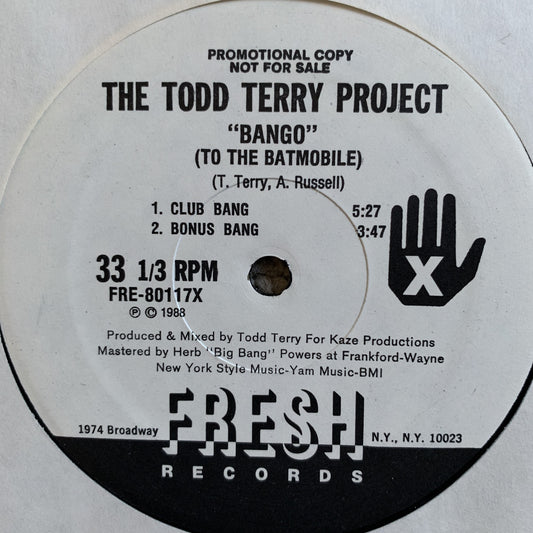 PROMOTIONAL COPY
NOT FOR SALE
THE TODD TERRY PROJECT
"BANGO"
(TO THE BATMOBILE)
(T. Terry, A. Russell)
1. CLUB BANG 5:27
2. BONUS BANG 3:47
X
33 1/3 RPM
FRE-80117X
℗ © 1988
Produced & Mixed by Todd Terry For Kaze Productions
Mastered by Herb "Big Bang" Powers at Frankford-Wayne
New York Style Music-Yam Music-BMI
1974 Broadway FRESH N.Y., N.Y. 10023
RECORDS